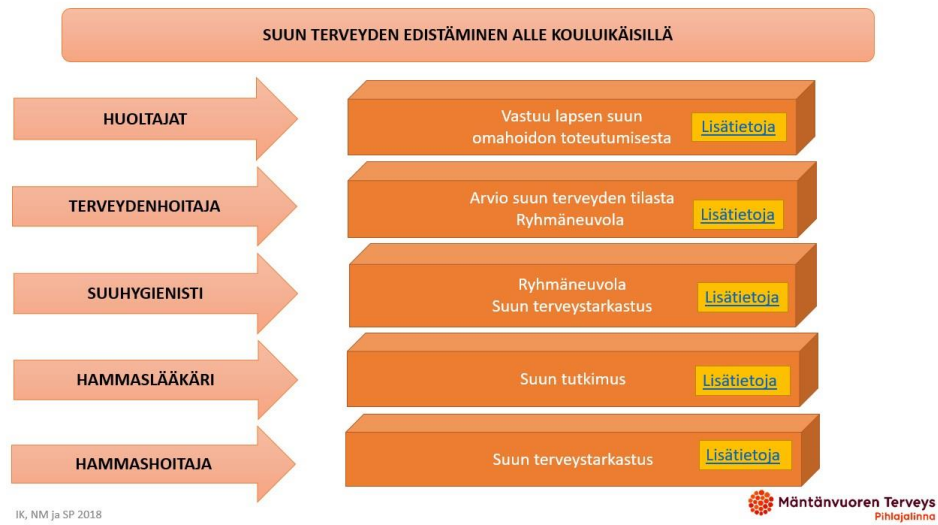 SUUN TERVEYDEN EDISTÄMINEN ALLE KOULUIKÄISILLÄ
HUOLTAJAT
Vastuu lapsen suun
omahoidon toteutumisesta
Lisätietoja
TERVEYDENHOITAJA
Arvio suun terveyden tilasta
Ryhmäneuvola
Lisätietoja
SUUHYGIENISTI
Ryhmäneuvola
Suun terveystarkastus
Lisätietoja
HAMMASLÄÄKÄRI
Suun tutkimus
Lisätietoja
HAMMASHOITAJA
Suun terveystarkastus
Lisätietoja
IK, NM ja SP 2018
Mäntänvuoren Terveys
Pihlajalinna